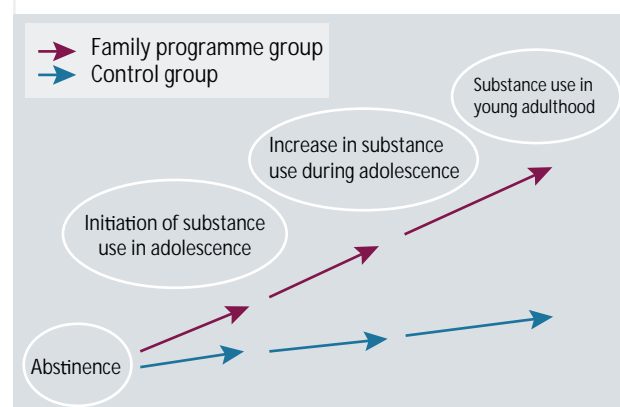 Family programme group
Control group
Substance use in
young adulthood
Increase in substance
use during adolescence
Initiation of substance
use in adolescence
Abstinence